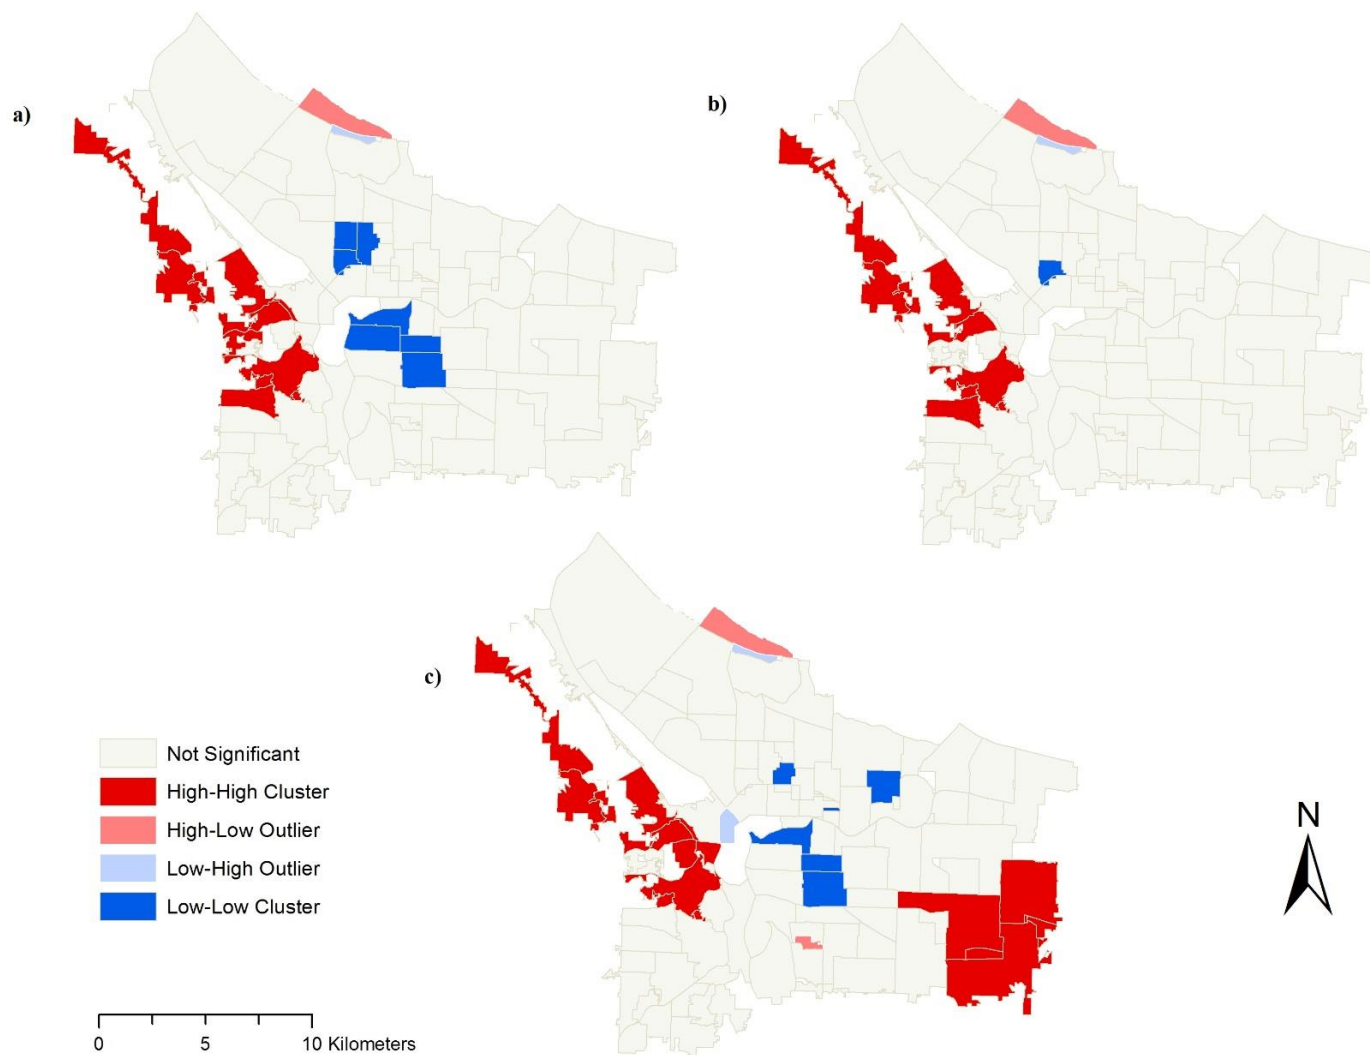 a)
b)
c)
Not Significant
High-High Cluster
High-Low Outlier
Low-High Outlier
Low-Low Cluster
N
0 5 10 Kilometers